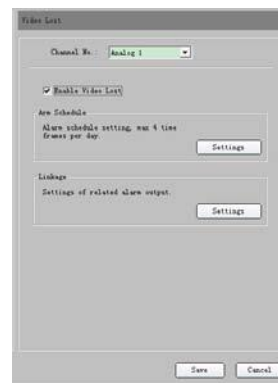 Video Lost
Channel No.: Analog 1
Enable Video Lost
Arm Schedule
Alarm schedule setting, max 4 time
frames per day.
Settings
Linkage
Settings of related alarm output.
Settings
Save Cancel